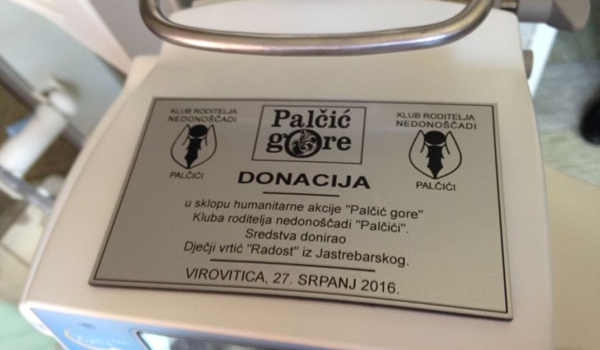 KLUB RODITELJA
NEDONOŠČADI
PALČIĆI
Palčić
gore
KLUB RODITELJA
NEDONOŠČADI
PALČIĆI
DONACIJA
u sklopu humanitarne akcije "Palčić gore"
Kluba roditelja nedonoščadi "Palčići".
Sredstva donirao
Dječji vrtić "Radost" iz Jastrebarskog.
VIROVITICA, 27. SRPANJ 2016.